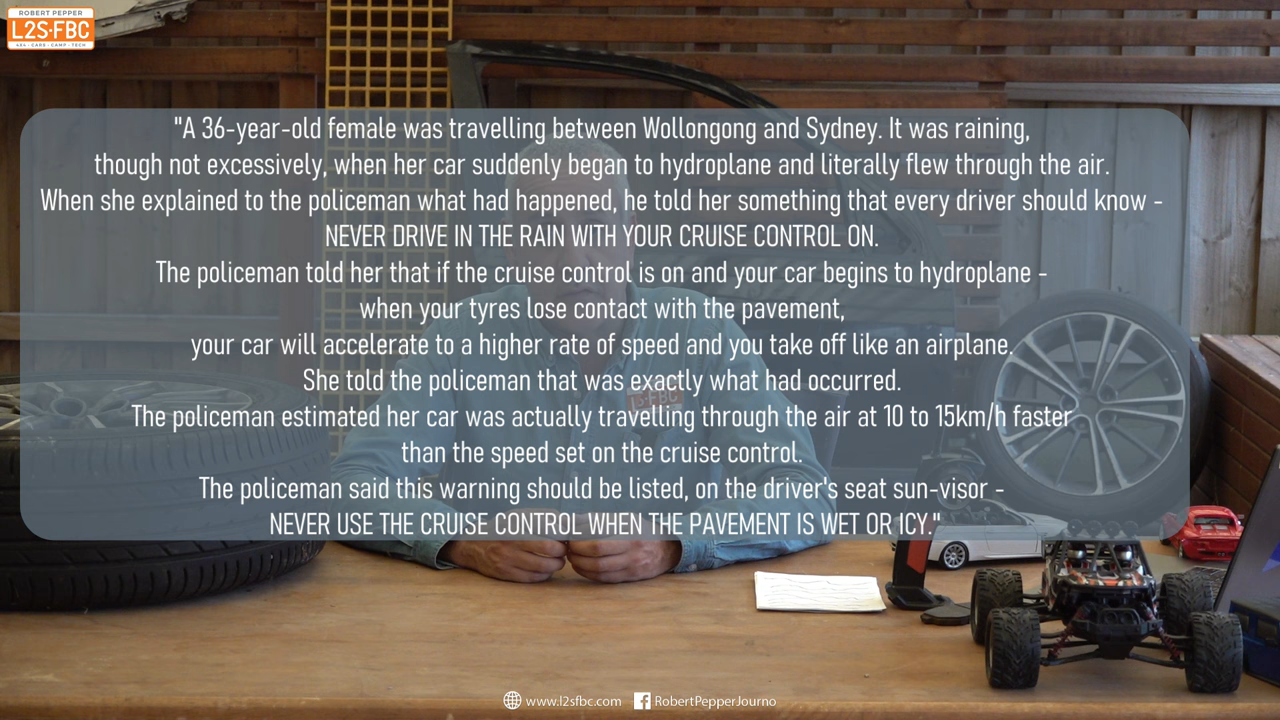 ROBERT PEPPER
L2S-FBC
4X4 - CARS - CAMP - TECH
"A 36-year-old female was travelling between Wollongong and Sydney. It was raining,
though not excessively, when her car suddenly began to hydroplane and literally flew through the air.
When she explained to the policeman what had happened, he told her something that every driver should know -
NEVER DRIVE IN THE RAIN WITH YOUR CRUISE CONTROL ON.
The policeman told her that if the cruise control is on and your car begins to hydroplane -
when your tyres lose contact with the pavement,
your car will accelerate to a higher rate of speed and you take off like an airplane.
She told the policeman that was exactly what had occurred.
The policeman estimated her car was actually travelling through the air at 10 to 15km/h faster
than the speed set on the cruise control.
The policeman said this warning should be listed, on the driver's seat sun-visor -
NEVER USE THE CRUISE CONTROL WHEN THE PAVEMENT IS WET OR ICY."
L2S-FBC
www.l2sfbc.com
RobertPepperJourno